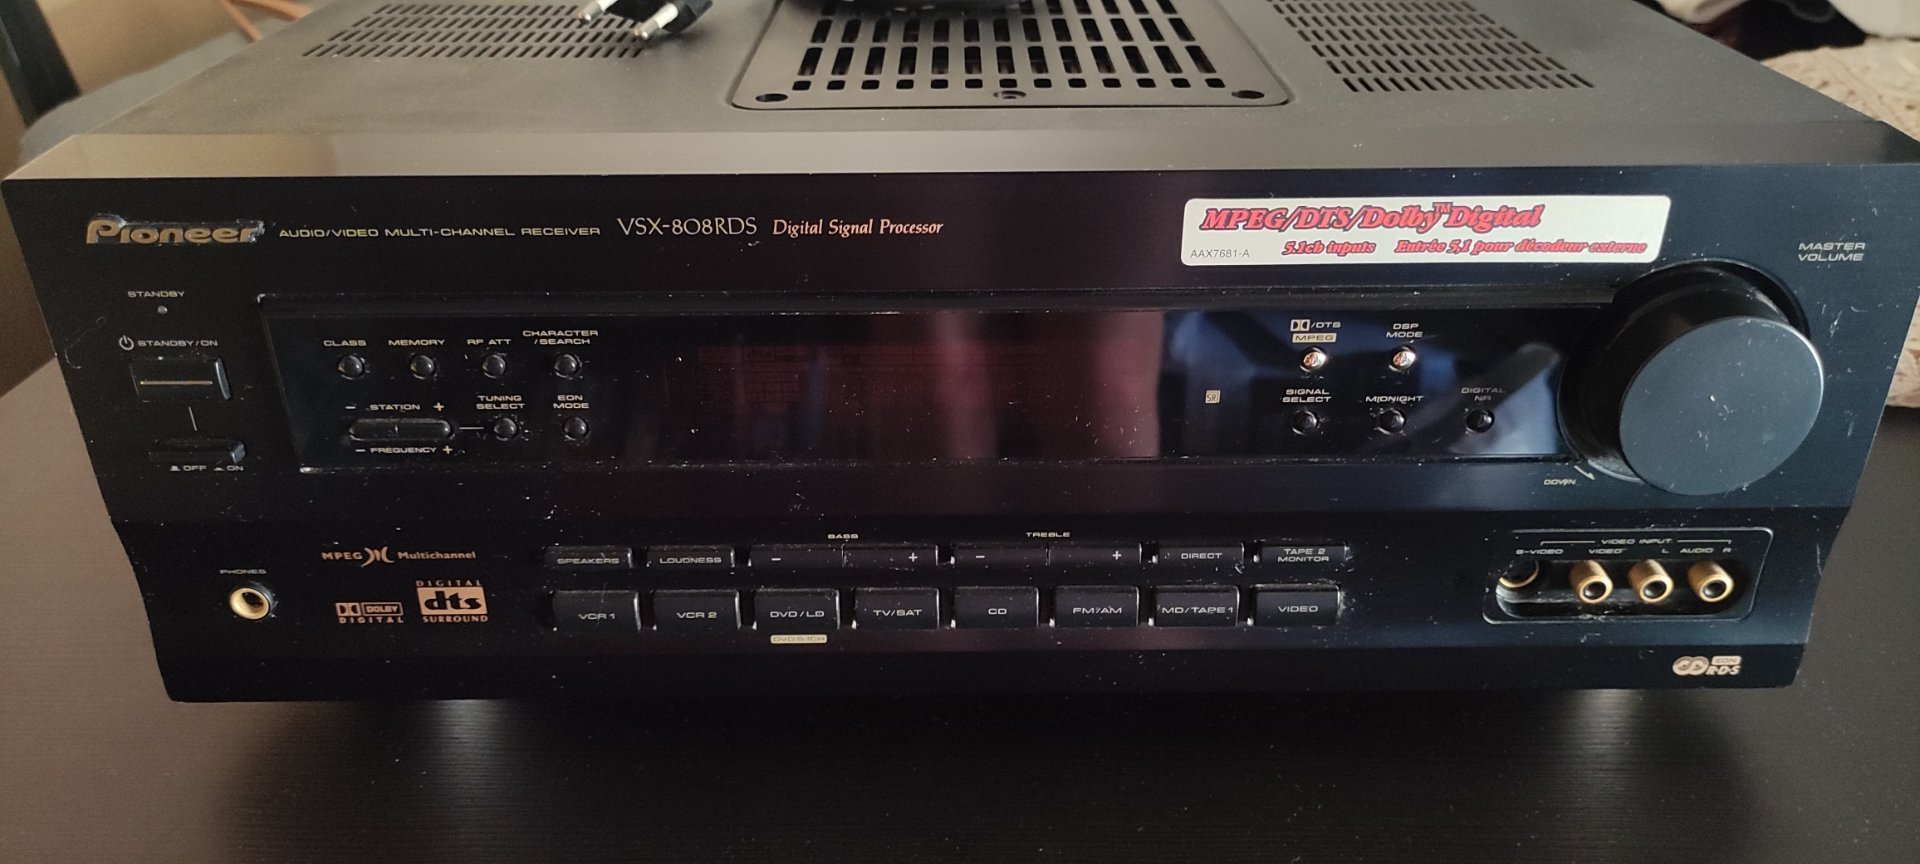 Pioneer AUDIO/VIDEO MULTI-CHANNEL RECEIVER VSX-808RDS Digital Signal Processor
MPEG/DTS/Dolby™ Digital
AAX7681-A 5.1ch inputs Entrée 5.1 pour décodeur externe
MASTER
VOLUME
STANDBY
STANDBY/ON
OFF ON
CLASS MEMORY RF ATT CHARACTER
/SEARCH
– STATION +
TUNING
SELECT
EON
MODE
– FREQUENCY +
/DTS
MPEG
DSP
MODE
SR
SIGNAL
SELECT
MIDNIGHT
DIGITAL
NR
DOWN
PHONES
MPEG Multichannel
DOLBY
DIGITAL
DIGITAL
dts
SURROUND
BASS TREBLE
SPEAKERS LOUDNESS – + – + DIRECT TAPE 2
MONITOR
VCR 1 VCR 2 DVD/LD TV/SAT CD FM/AM MD/TAPE 1 VIDEO
DVD 5.1CH
VIDEO INPUT
S-VIDEO VIDEO L AUDIO R
EON
R·D·S